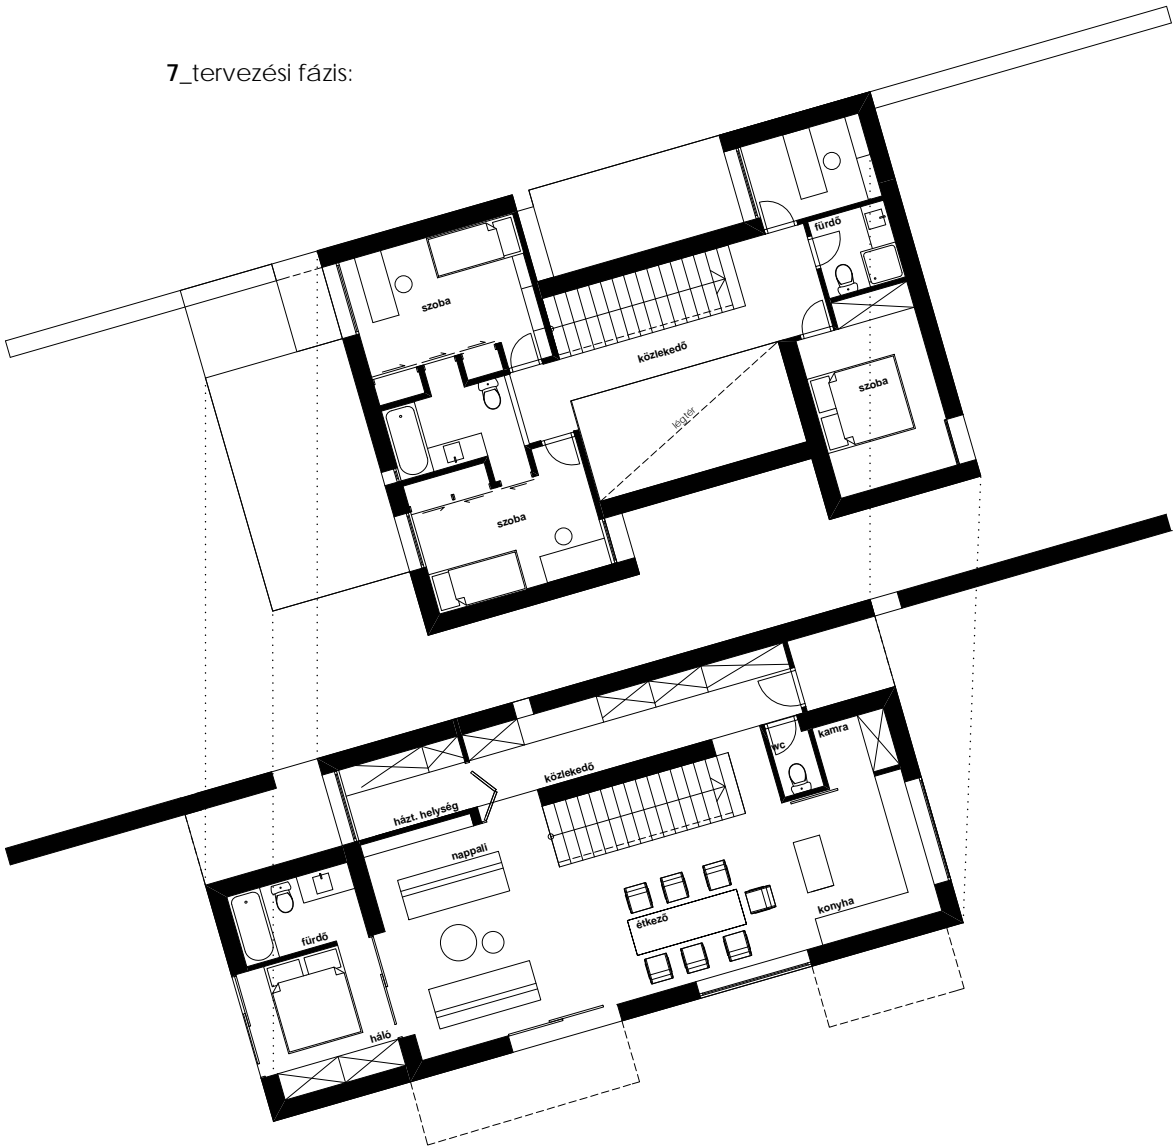 7_tervezési fázis:
fürdő
szoba
közlekedő
szoba
légtér
szoba
kamra
wc
közlekedő
házt. helység
nappali
étkező
konyha
fürdő
háló